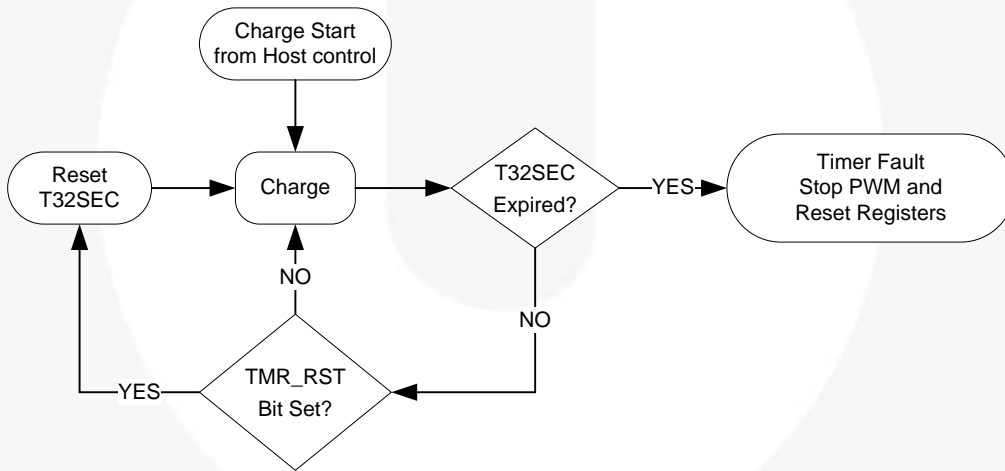 Charge Start
from Host control
Reset
T32SEC
Charge
T32SEC
Expired?
YES
Timer Fault
Stop PWM and
Reset Registers
NO
NO
YES
TMR_RST
Bit Set?